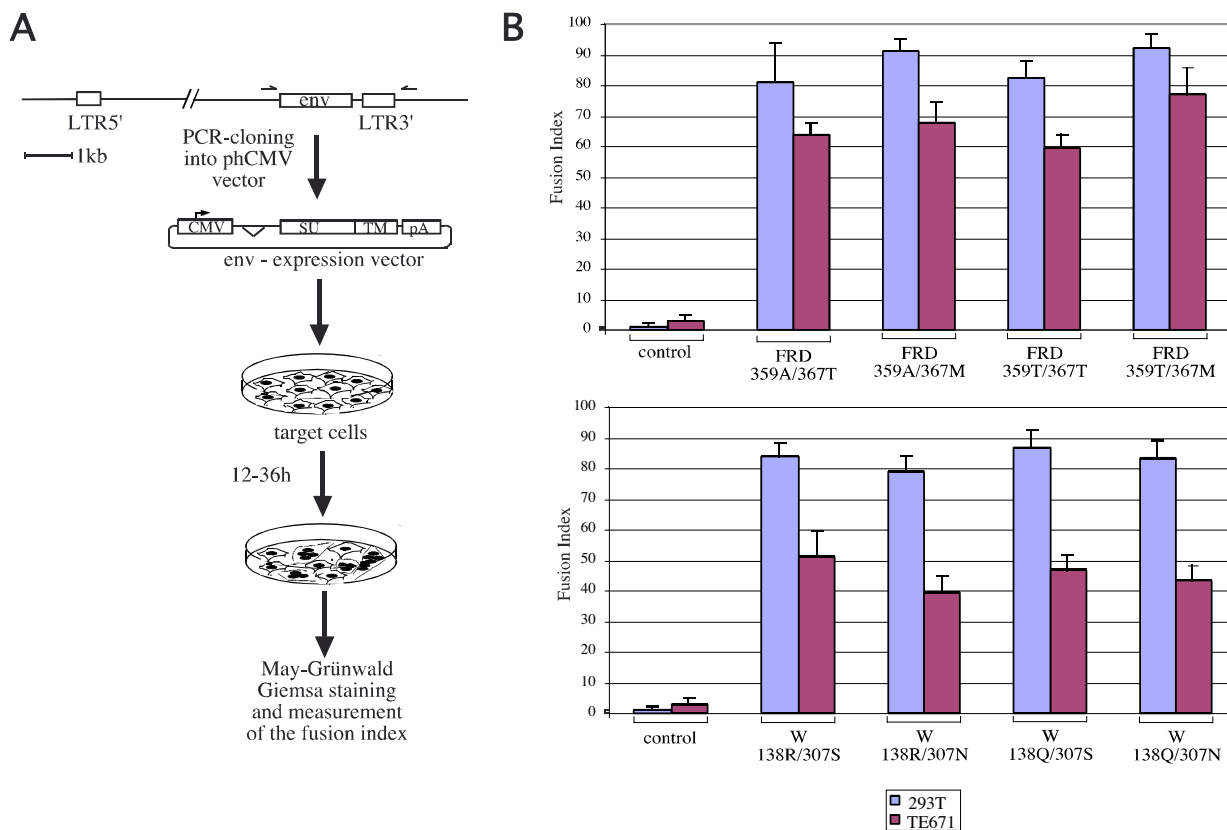 A
env
LTR5'
LTR3'
1kb
PCR-cloning
into phCMV
vector
CMV
SU
TM
pA
env - expression vector
target cells
12-36h
May-Grünwald
Giemsa staining
and measurement
of the fusion index
B
Fusion Index
100
90
80
70
60
50
40
30
20
10
0
control
FRD
359A/367T
FRD
359A/367M
FRD
359T/367T
FRD
359T/367M
Fusion Index
100
90
80
70
60
50
40
30
20
10
0
control
W
138R/307S
W
138R/307N
W
138Q/307S
W
138Q/307N
293T
TE671